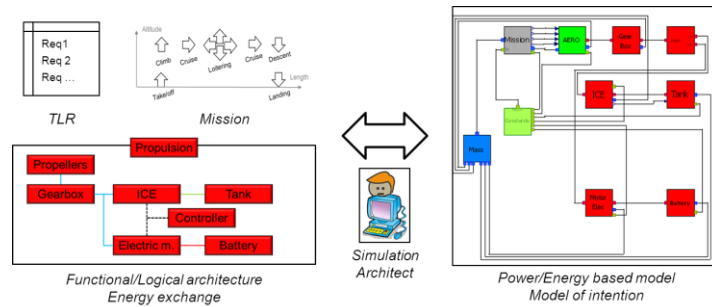 Req1
Req 2
Req ...
TLR
Altitude
Climb
Cruise
Loitering
Cruise
Descent
Length
Takeoff
Landing
Mission
Propulsion
Propellers
Gearbox
ICE
Tank
Controller
Electric m.
Battery
Functional/Logical architecture
Energy exchange
Simulation
Architect
Mission
AERO
Gear
Box
ICE
Tank
Mass
Motor
Elec
Battery
Power/Energy based model
Model of intention